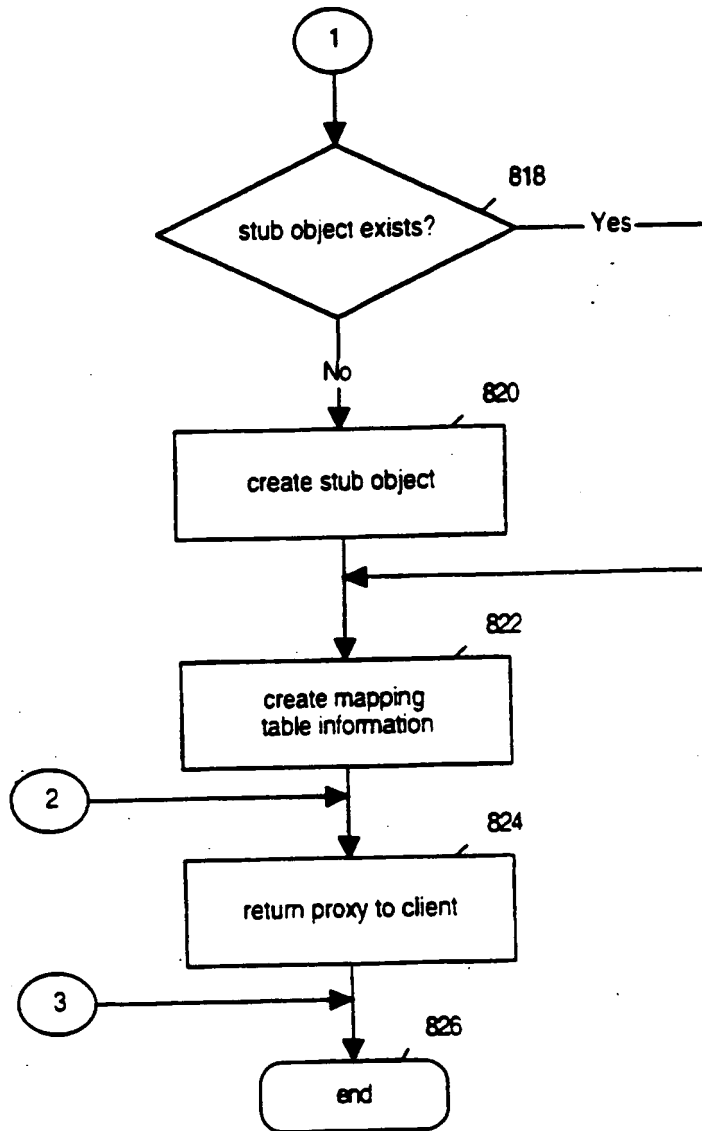 1
818
stub object exists?
Yes
No
820
create stub object
822
create mapping
table information
2
824
return proxy to client
3
826
end